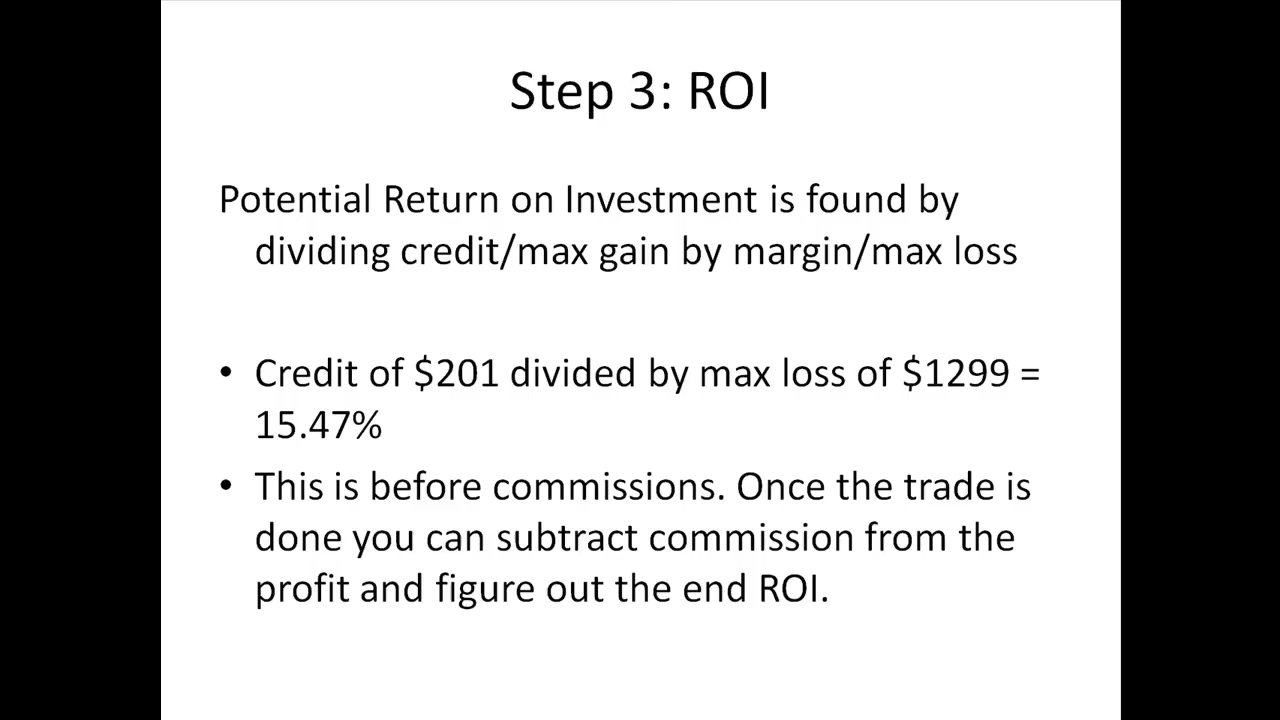 Step 3: ROI
Potential Return on Investment is found by
dividing credit/max gain by margin/max loss
• Credit of $201 divided by max loss of $1299 =
15.47%
• This is before commissions. Once the trade is
done you can subtract commission from the
profit and figure out the end ROI.